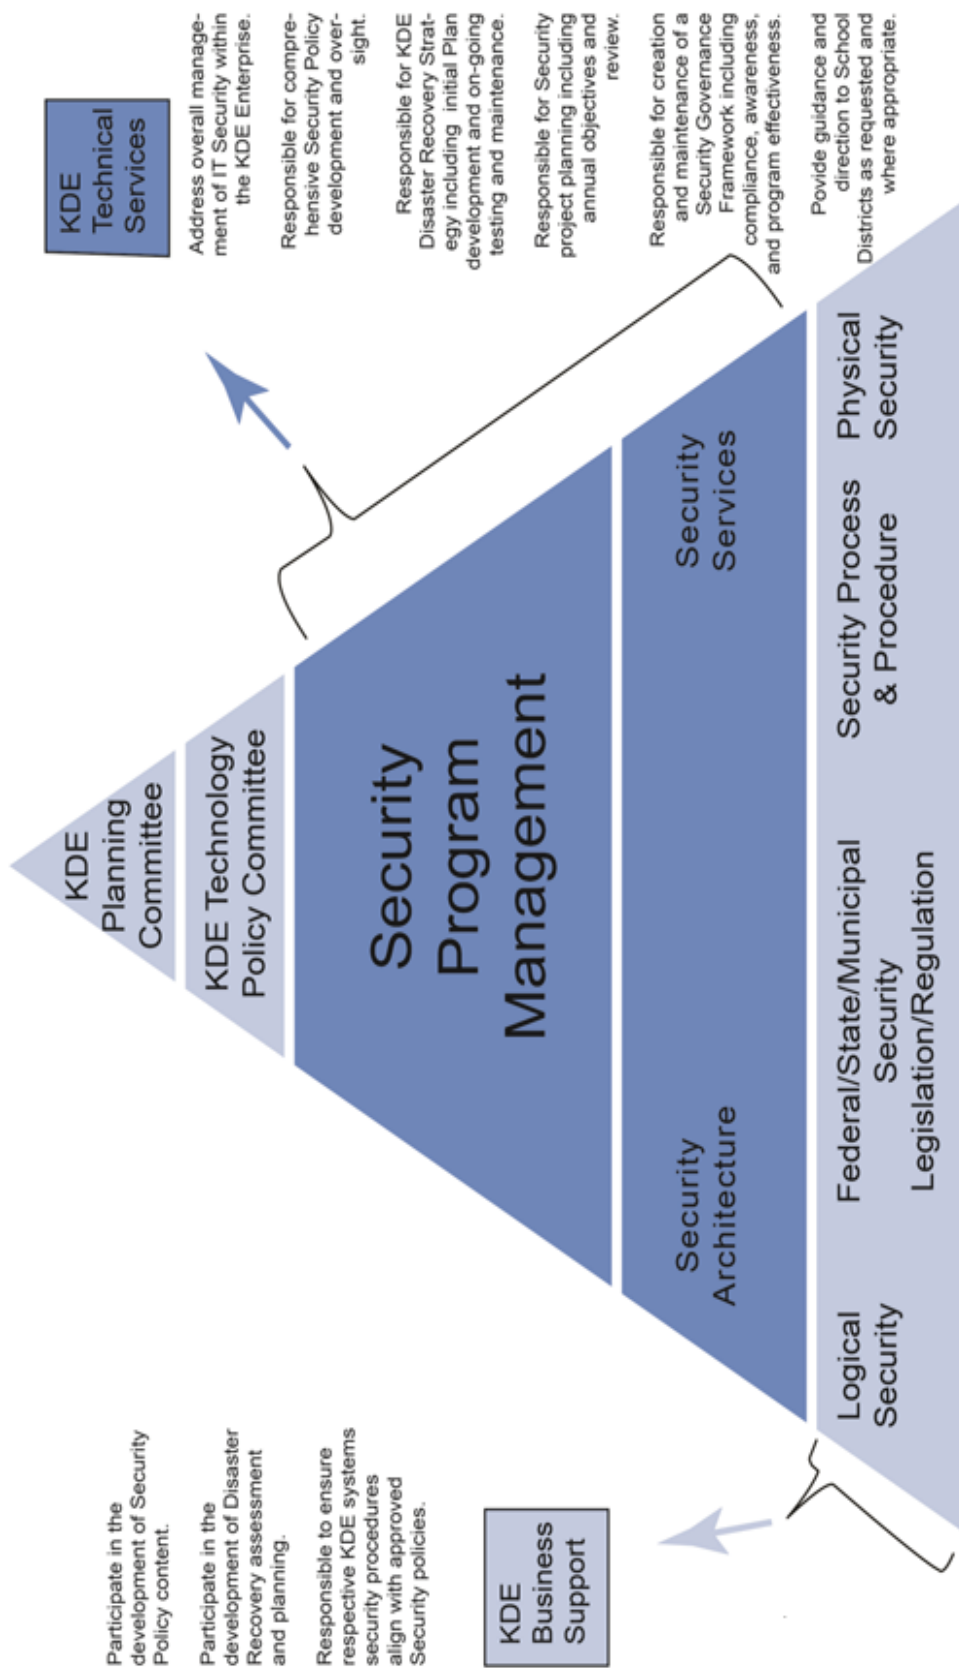 Participate in the
development of Security
Policy content.
Participate in the
development of Disaster
Recovery assessment
and planning.
Responsible to ensure
respective KDE systems
security procedures
align with approved
Security policies.
KDE
Business
Support
KDE
Planning
Committee
KDE Technology
Policy Committee
Security
Program
Management
Security
Architecture
Security
Services
Logical
Security
Federal/State/Municipal
Security
Legislation/Regulation
Security Process
& Procedure
Physical
Security
KDE
Technical
Services
Address overall manage-
ment of IT Security within
the KDE Enterprise.
Responsible for compre-
hensive Security Policy
development and over-
sight.
Responsible for KDE
Disaster Recovery Strat-
egy including initial Plan
development and on-going
testing and maintenance.
Responsible for Security
project planning including
annual objectives and
review.
Responsible for creation
and maintenance of a
Security Governance
Framework including
compliance, awareness,
and program effectiveness.
Povide guidance and
direction to School
Districts as requested and
where appropriate.